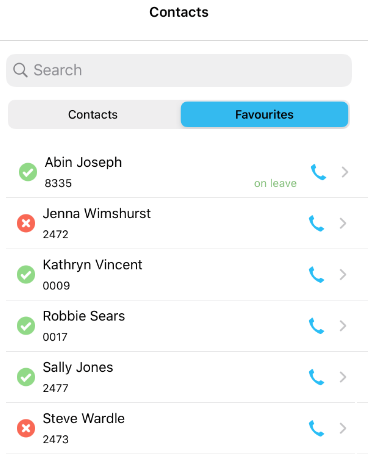 Contacts
Search
Contacts
Favourites
Abin Joseph
8335
on leave
Jenna Wimshurst
2472
Kathryn Vincent
0009
Robbie Sears
0017
Sally Jones
2477
Steve Wardle
2473